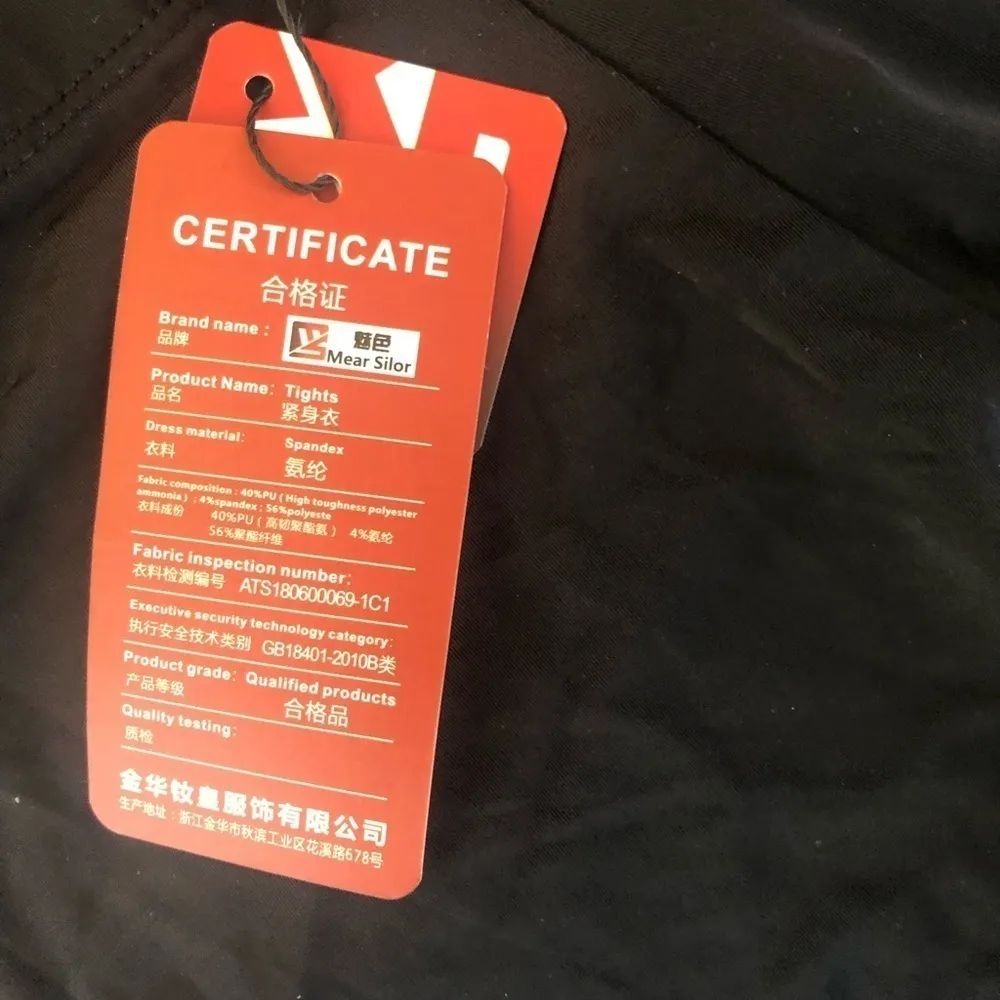 CERTIFICATE
合格证
Brand name :
品牌
魅色
Mear Silor
Product Name: Tights
品名 紧身衣
Dress material: Spandex
衣料 氨纶
Fabric composition : 40%PU ( High toughness polyester
ammonia ) ; 4%spandex ; 56%polyeste
衣料成份 40%PU ( 高韧聚酯氨 ) 4%氨纶
56%聚酯纤维
Fabric inspection number:
衣料检测编号 ATS180600069-1C1
Executive security technology category:
执行安全技术类别 GB18401-2010B类
Product grade: Qualified products
产品等级 合格品
Quality testing:
质检
金华钕皇服饰有限公司
生产地址：浙江金华市秋滨工业区花溪路678号